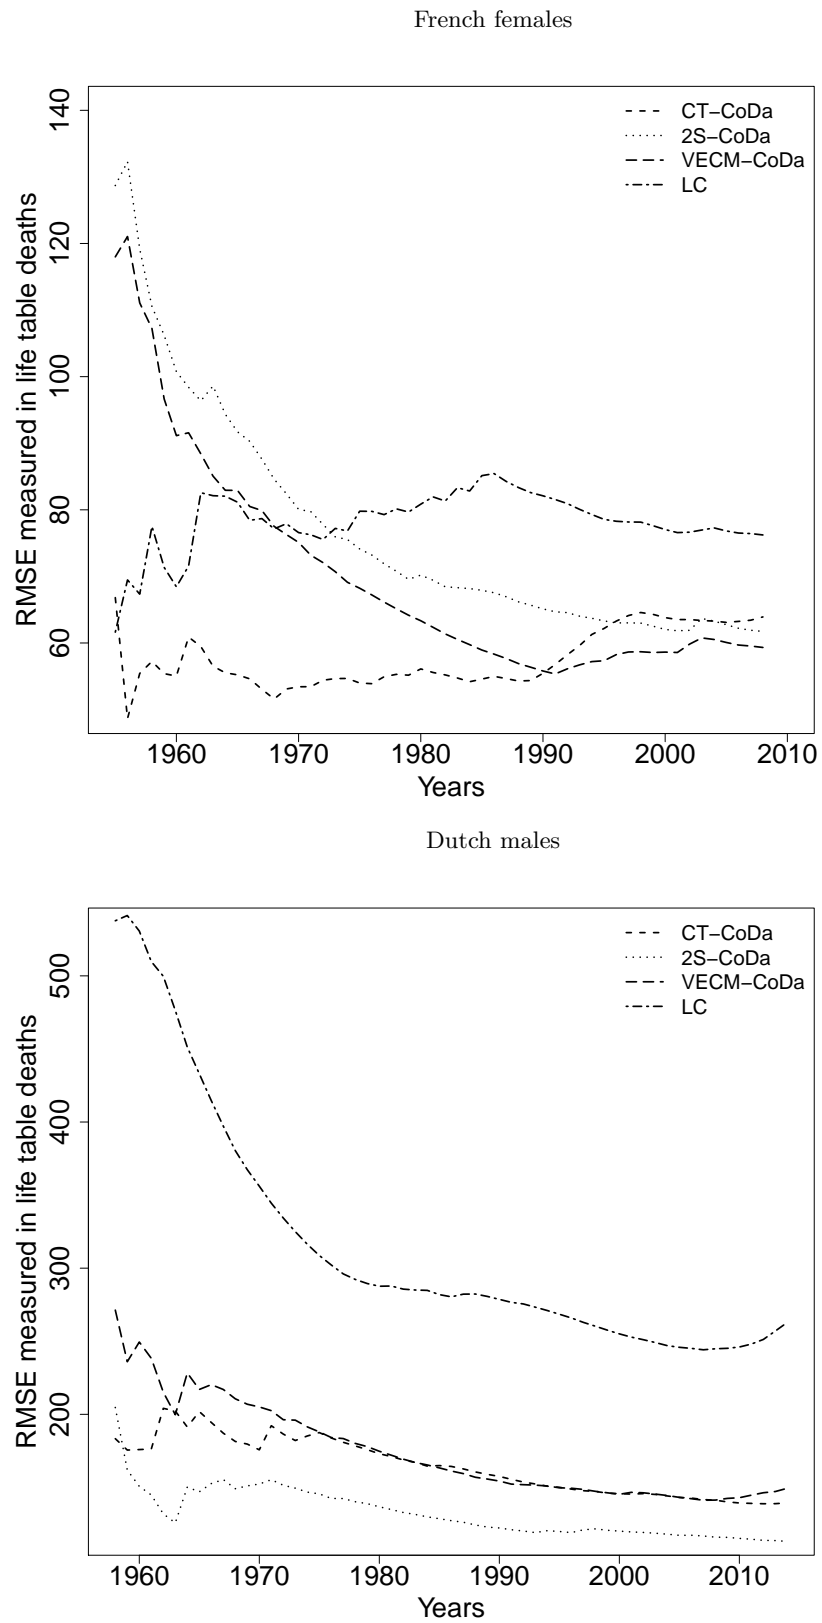 French females
140
120
100
80
60
RMSE measured in life table deaths
CT−CoDa
2S−CoDa
VECM−CoDa
LC
1960 1970 1980 1990 2000 2010
Years
Dutch males
500
400
300
200
RMSE measured in life table deaths
CT−CoDa
2S−CoDa
VECM−CoDa
LC
1960 1970 1980 1990 2000 2010
Years